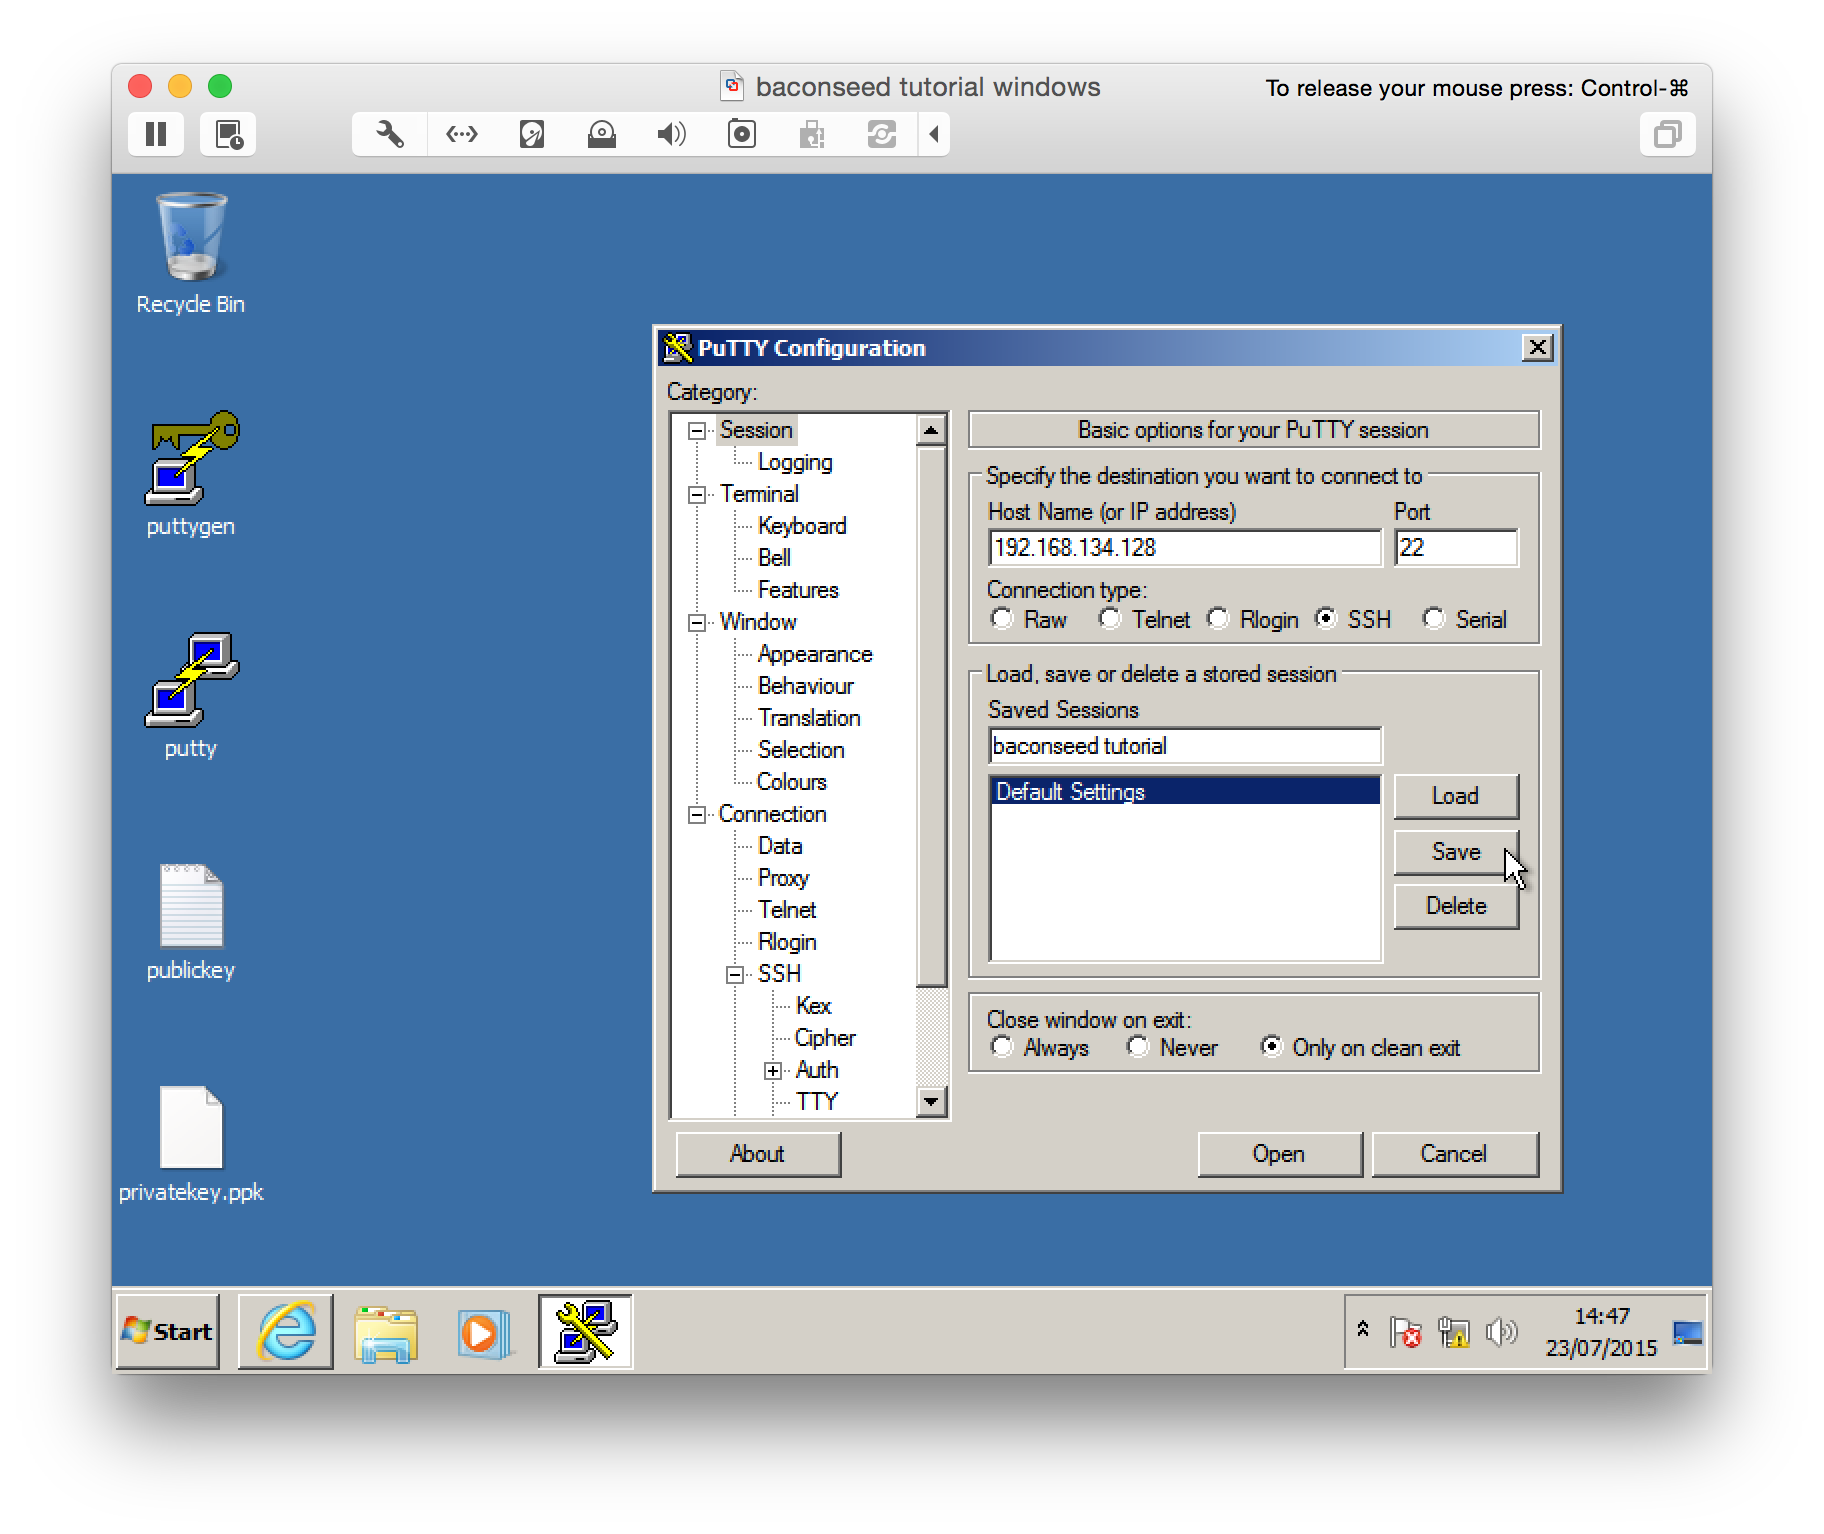 baconseed tutorial windows
To release your mouse press: Control-⌘
Recycle Bin
puttygen
putty
publickey
privatekey.ppk
PuTTY Configuration
Category:
Session
Logging
Terminal
Keyboard
Bell
Features
Window
Appearance
Behaviour
Translation
Selection
Colours
Connection
Data
Proxy
Telnet
Rlogin
SSH
Kex
Cipher
Auth
TTY
Basic options for your PuTTY session
Specify the destination you want to connect to
Host Name (or IP address) Port
192.168.134.128 22
Connection type:
Raw Telnet Rlogin SSH Serial
Load, save or delete a stored session
Saved Sessions
baconseed tutorial
Default Settings
Load
Save
Delete
Close window on exit:
Always Never Only on clean exit
About Open Cancel
Start
14:47
23/07/2015